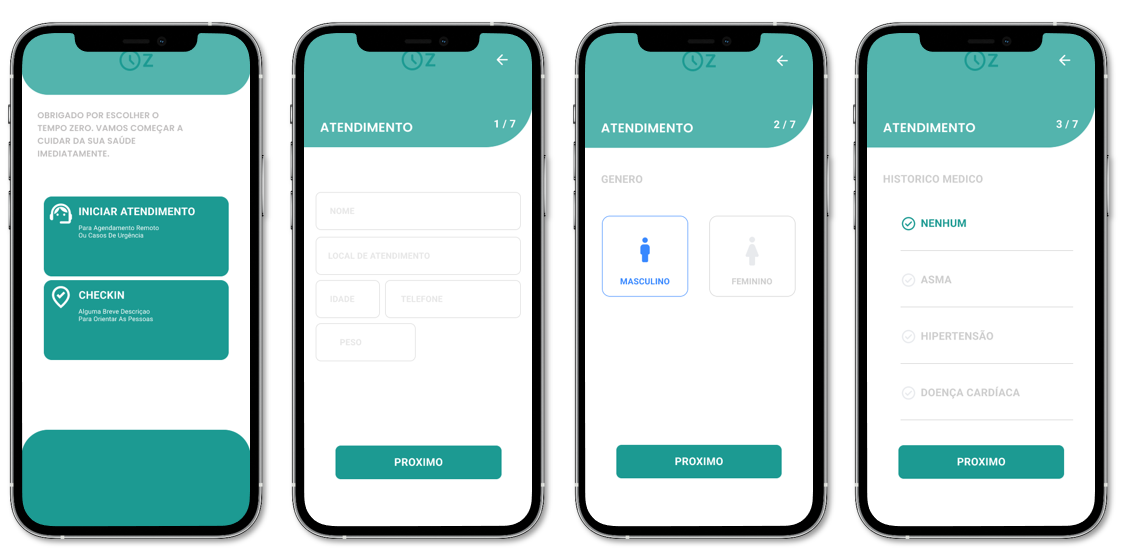 Z
OBRIGADO POR ESCOLHER O
TEMPO ZERO. VAMOS COMEÇAR A
CUIDAR DA SUA SAÚDE
IMEDIATAMENTE.
INICIAR ATENDIMENTO
Para Agendamento Remoto
Ou Casos De Urgência
CHECKIN
Alguma Breve Descriçao
Para Orientar As Pessoas
Z
ATENDIMENTO
1 / 7
NOME
LOCAL DE ATENDIMENTO
IDADE
TELEFONE
PESO
PROXIMO
Z
ATENDIMENTO
2 / 7
GENERO
MASCULINO
FEMININO
PROXIMO
Z
ATENDIMENTO
3 / 7
HISTORICO MEDICO
NENHUM
ASMA
HIPERTENSÃO
DOENÇA CARDÍACA
PROXIMO